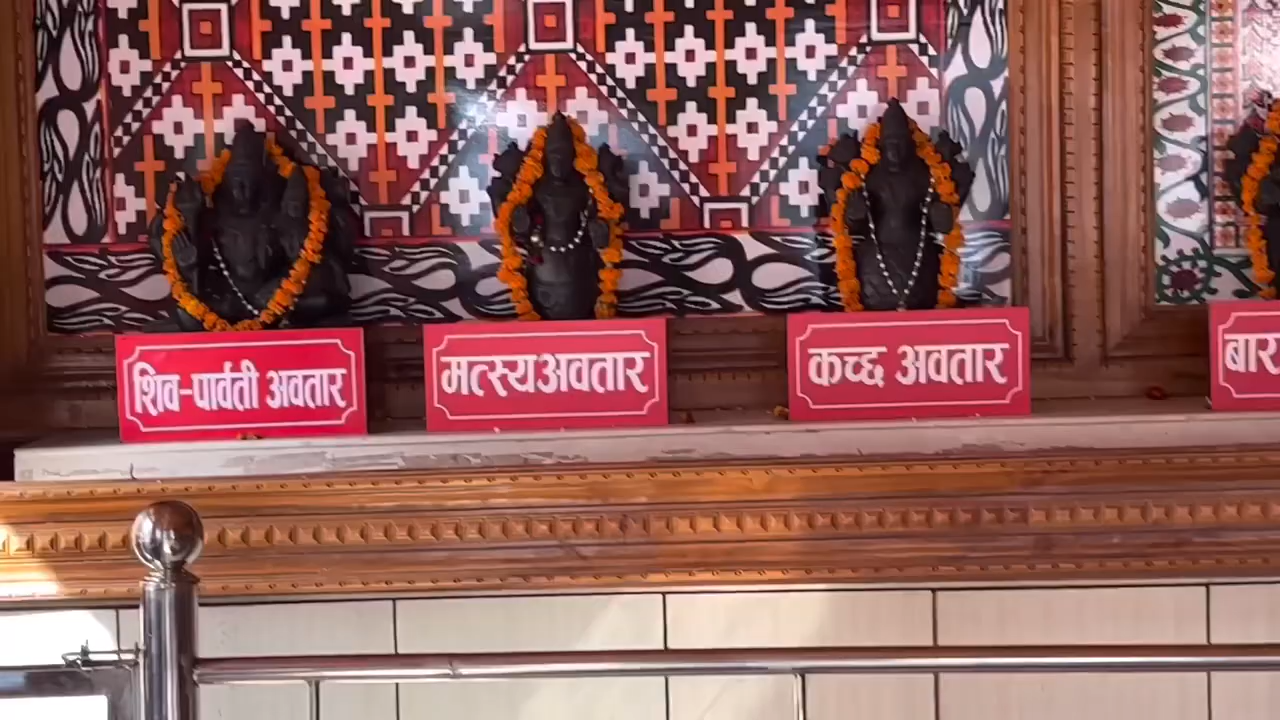 शिव-पार्वती अवतार
मत्स्यअवतार
कच्छ अवतार